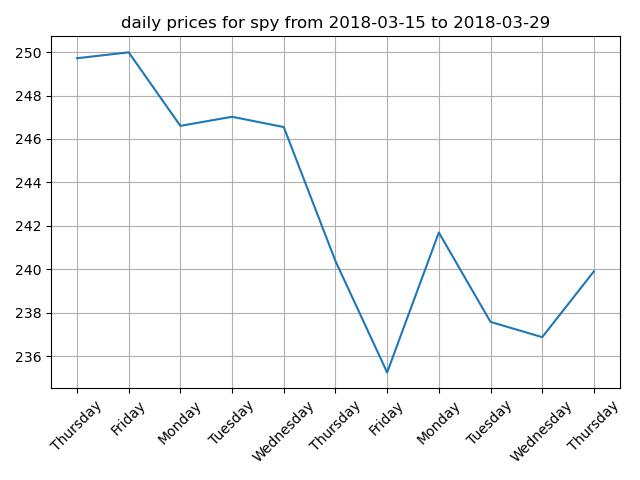 daily prices for spy from 2018-03-15 to 2018-03-29
250
248
246
244
242
240
238
236
Thursday
Friday
Monday
Tuesday
Wednesday
Thursday
Friday
Monday
Tuesday
Wednesday
Thursday